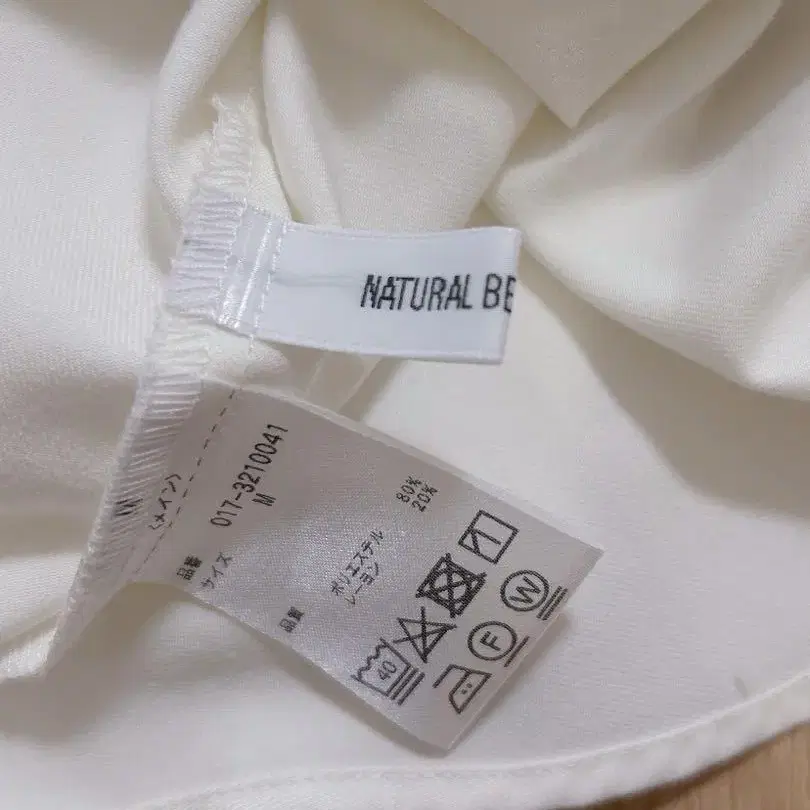 NATURAL BE
(メイン)
品番 017-3210041
サイズ M
品質
ポリエステル 80%
レーヨン 20%
40
F
W